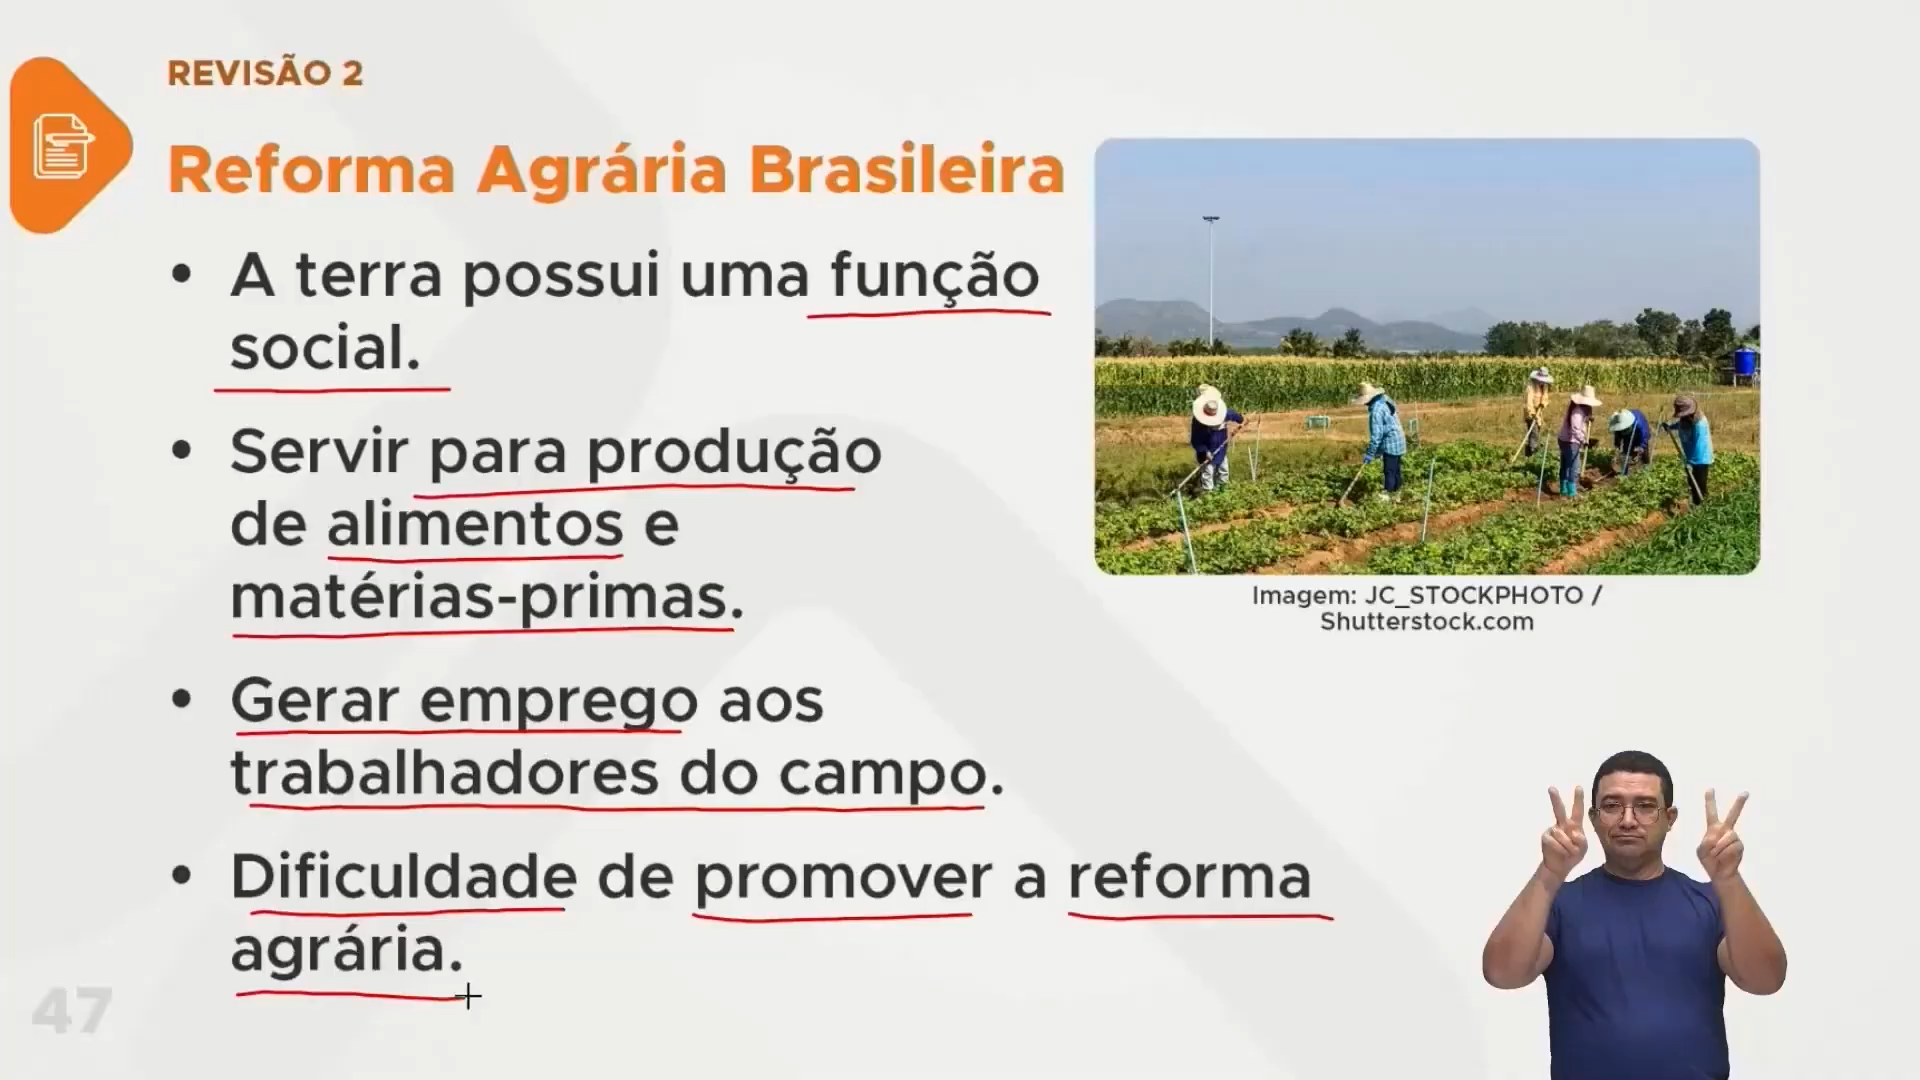 REVISÃO 2
Reforma Agrária Brasileira
• A terra possui uma função
social.
• Servir para produção
de alimentos e
matérias-primas.
• Gerar emprego aos
trabalhadores do campo.
• Dificuldade de promover a reforma
agrária.
Imagem: JC_STOCKPHOTO /
Shutterstock.com
47